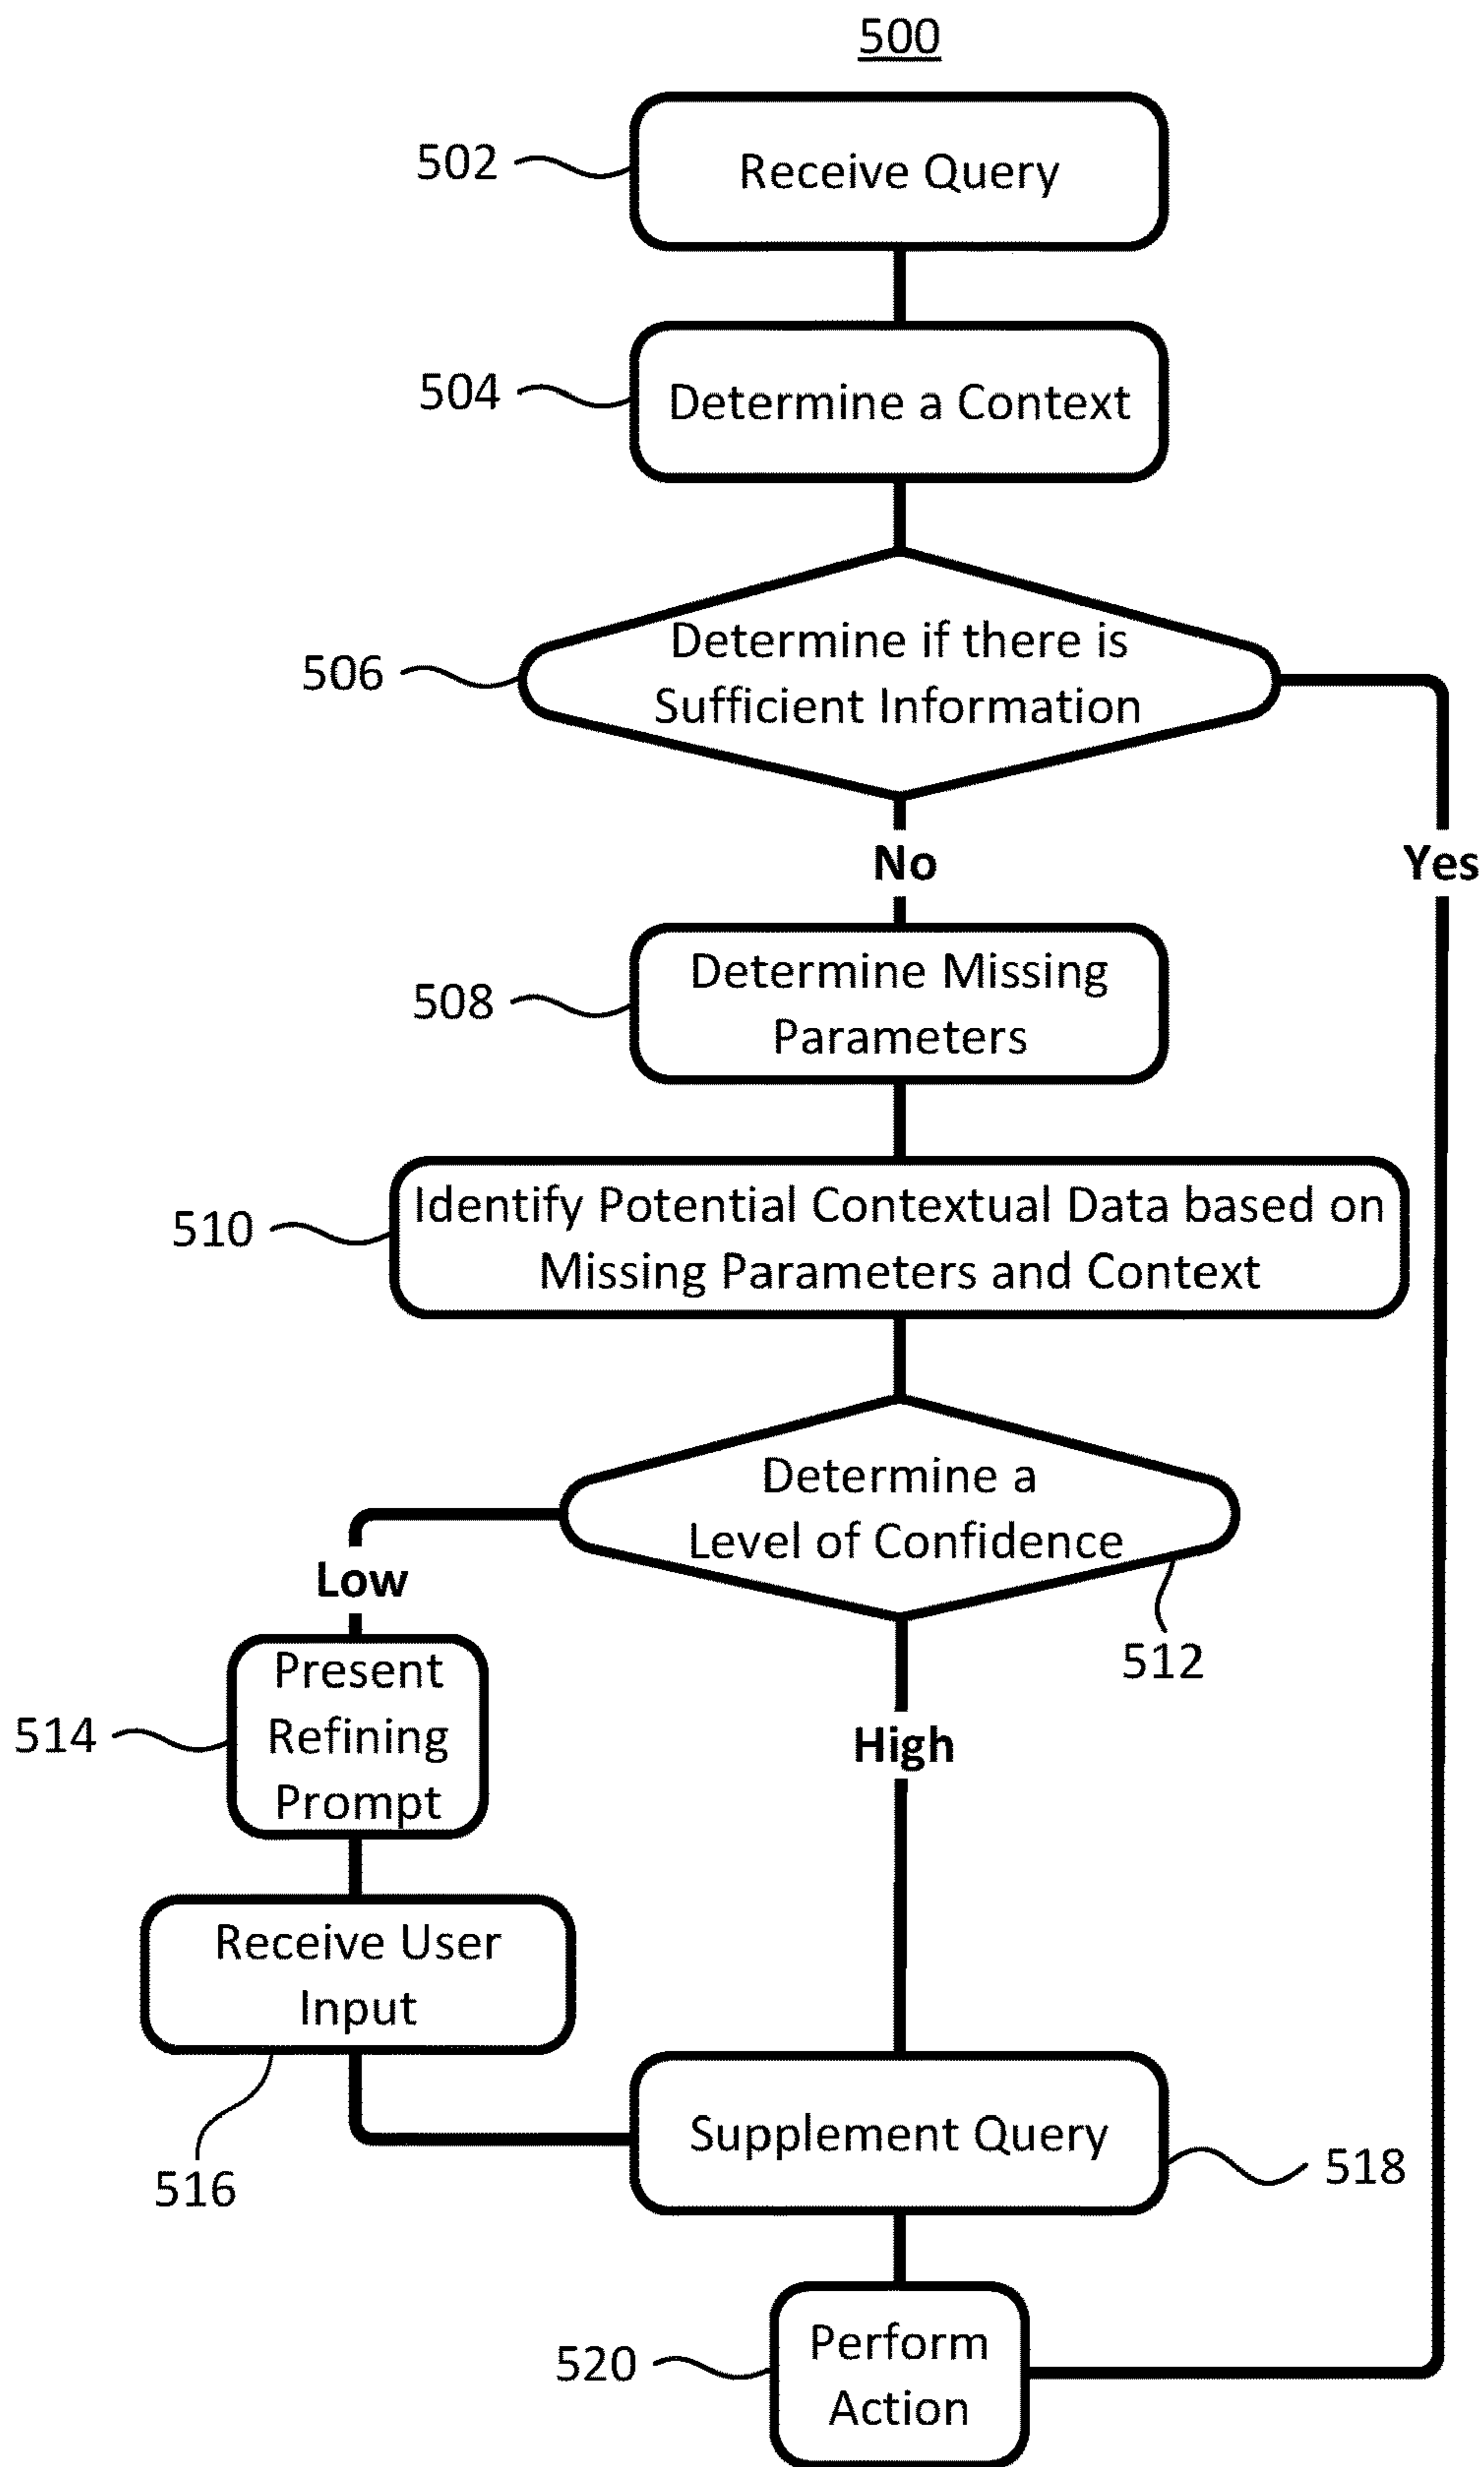 500
502
Receive Query
504
Determine a Context
506
Determine if there is
Sufficient Information
No
Yes
508
Determine Missing
Parameters
510
Identify Potential Contextual Data based on
Missing Parameters and Context
Determine a
Level of Confidence
512
Low
High
514
Present
Refining
Prompt
Receive User
Input
516
Supplement Query
518
520
Perform
Action